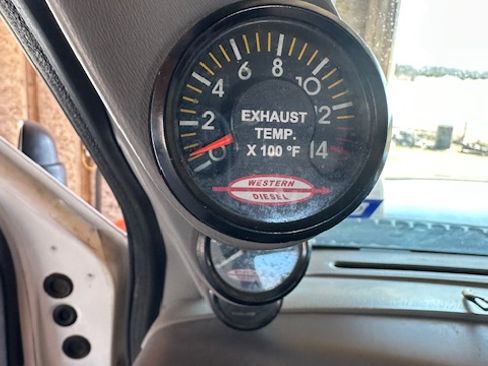 0
2
4
6
8
10
12
14
EXHAUST
TEMP.
X 100 °F
WESTERN
DIESEL